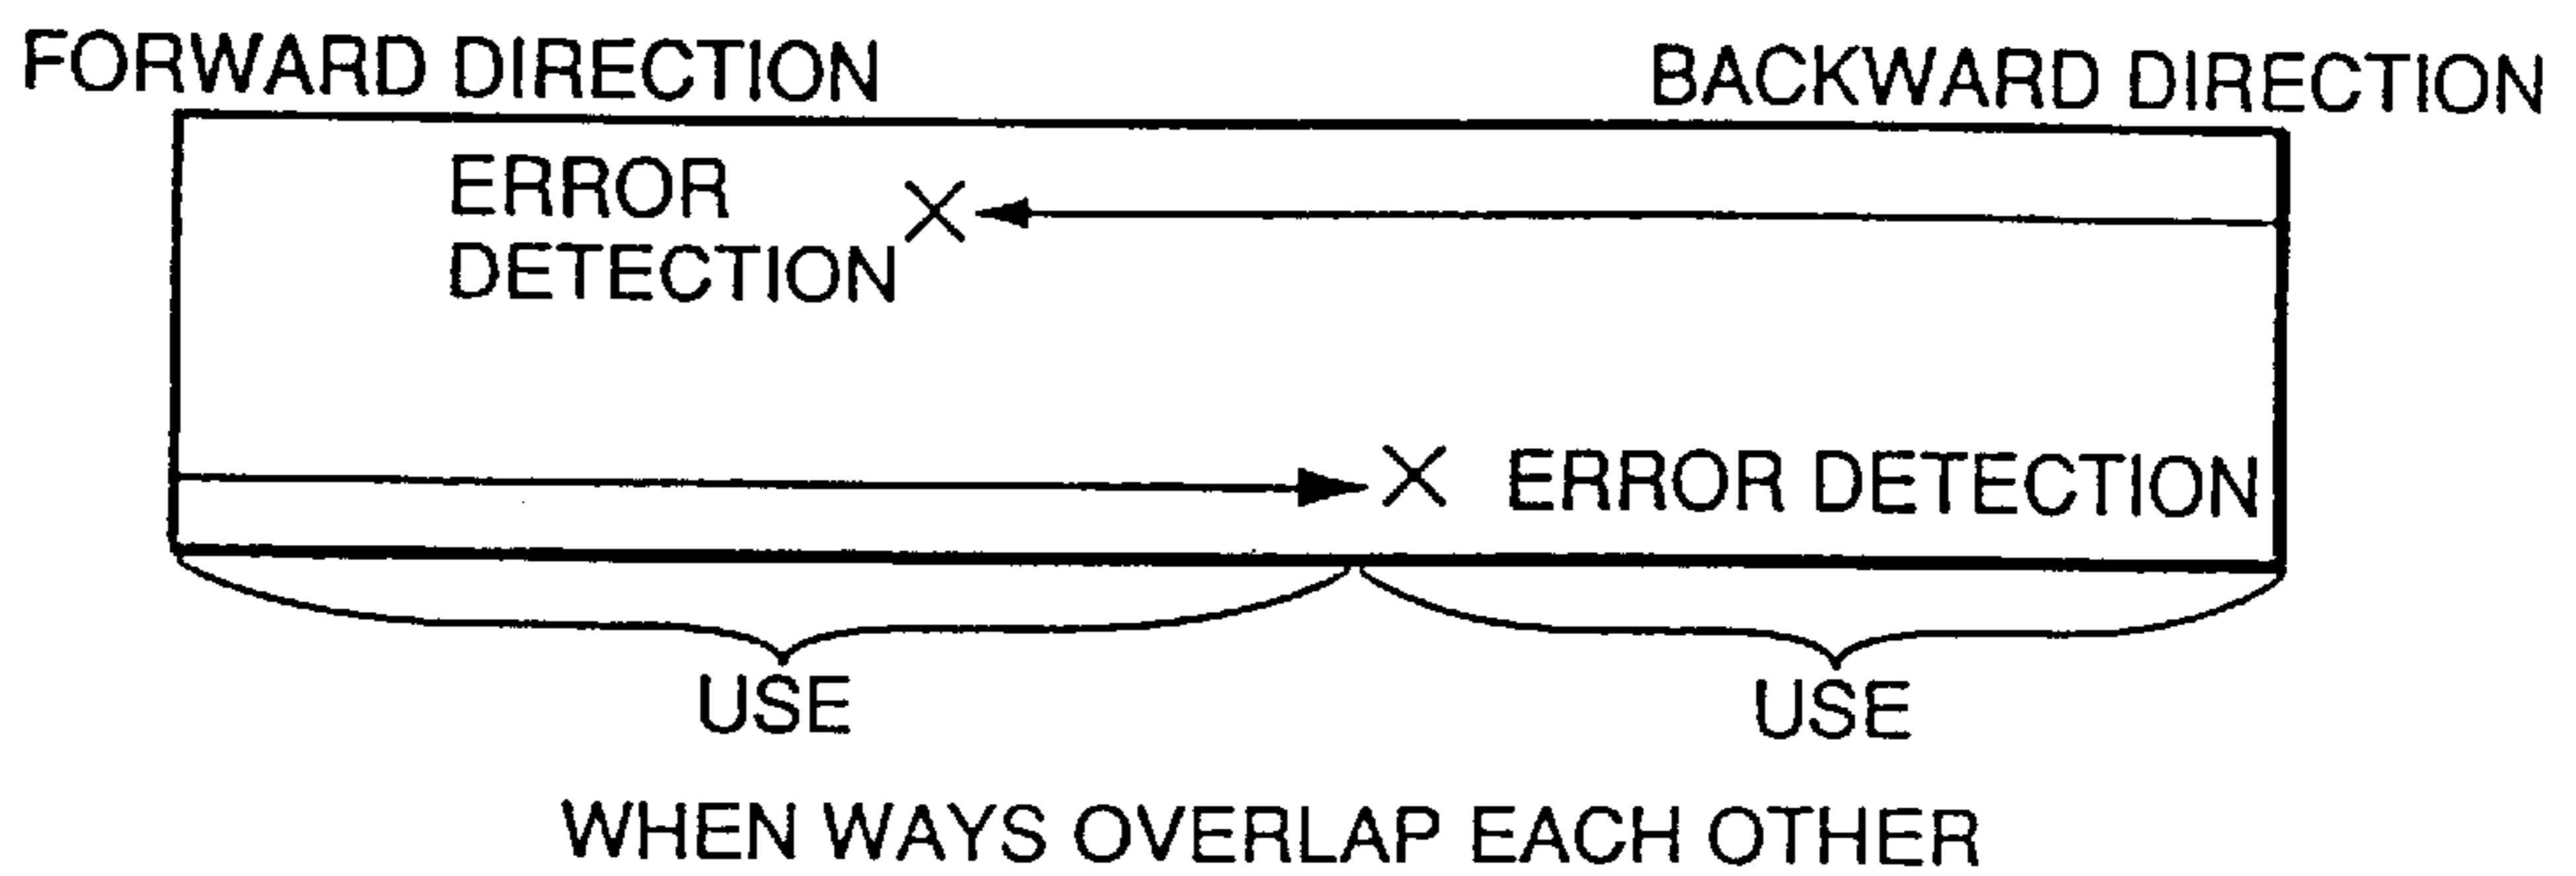 FORWARD DIRECTION
BACKWARD DIRECTION
ERROR
DETECTION
ERROR DETECTION
USE
USE
WHEN WAYS OVERLAP EACH OTHER